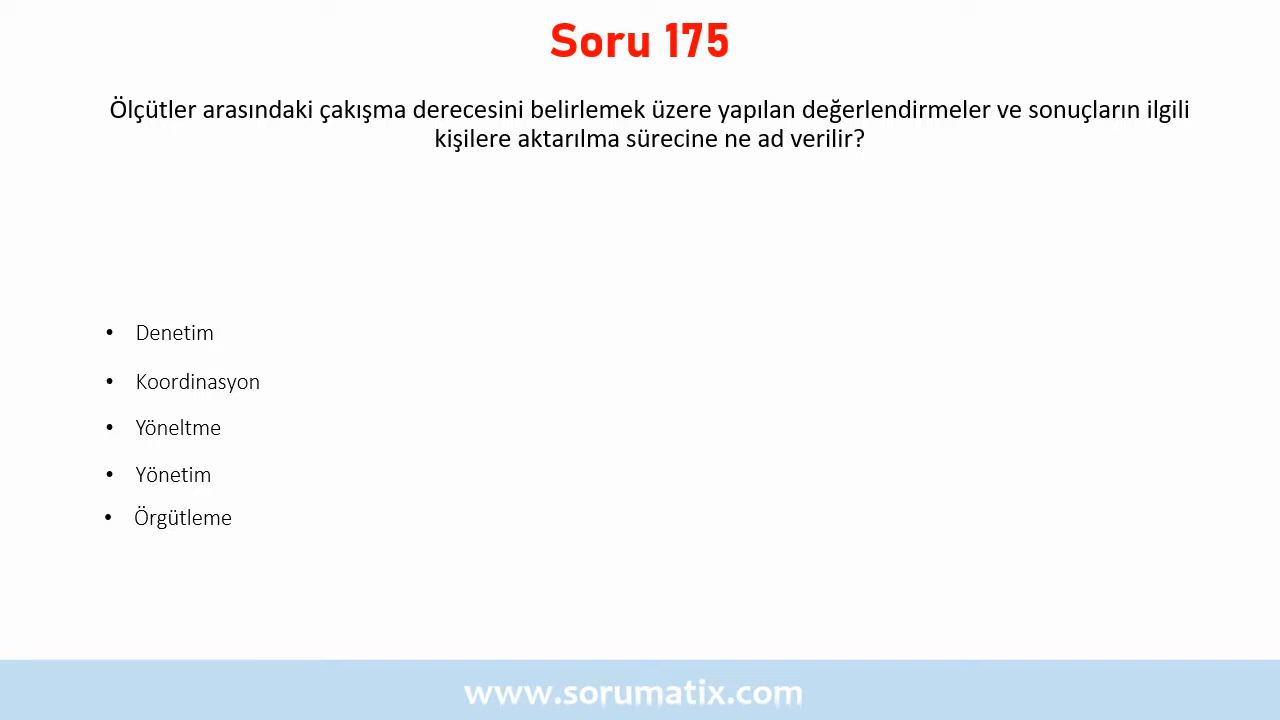 Soru 175
Ölçütler arasındaki çakışma derecesini belirlemek üzere yapılan değerlendirmeler ve sonuçların ilgili
kişilere aktarılma sürecine ne ad verilir?
• Denetim
• Koordinasyon
• Yöneltme
• Yönetim
• Örgütleme
www.sorumatix.com